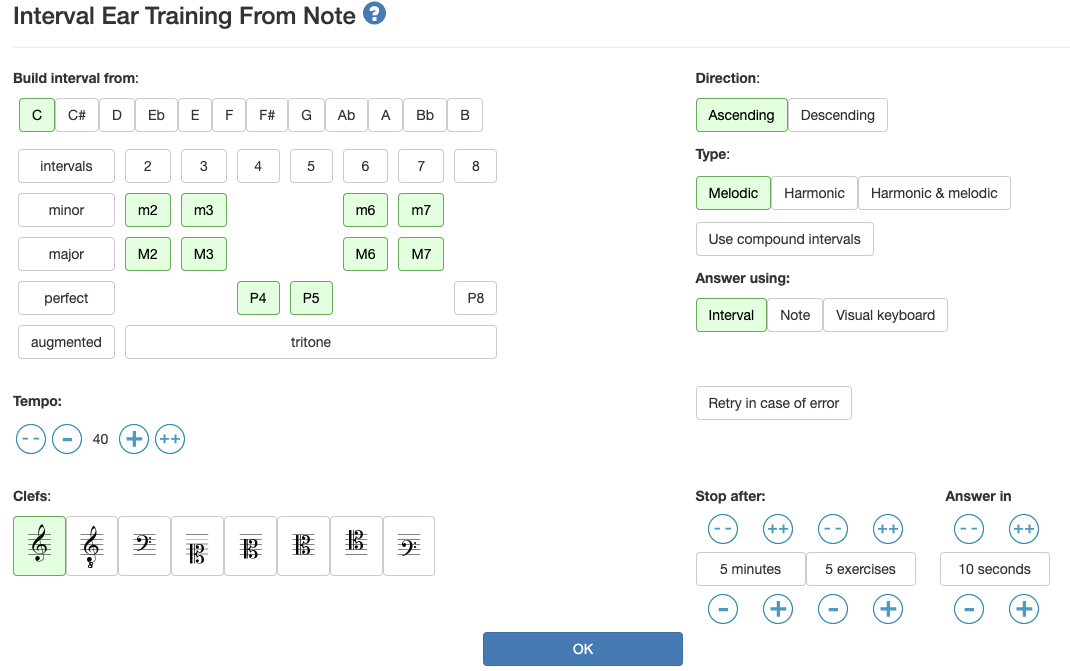 Interval Ear Training From Note ?
Build interval from:
C C# D Eb E F F# G Ab A Bb B
intervals 2 3 4 5 6 7 8
minor m2 m3 m6 m7
major M2 M3 M6 M7
perfect P4 P5 P8
augmented tritone
Tempo:
-- - 40 + ++
Clefs:
8
Direction:
Ascending Descending
Type:
Melodic Harmonic Harmonic & melodic
Use compound intervals
Answer using:
Interval Note Visual keyboard
Retry in case of error
Stop after: Answer in
-- ++ -- ++ -- ++
5 minutes 5 exercises 10 seconds
- + - + - +
OK